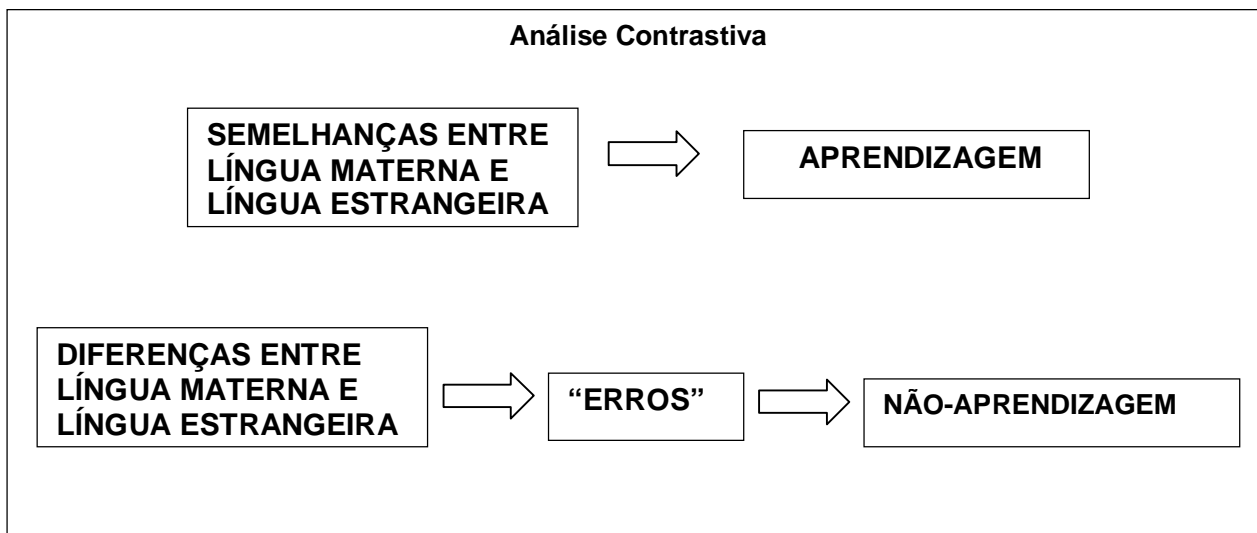 Análise Contrastiva
SEMELHANÇAS ENTRE
LÍNGUA MATERNA E
LÍNGUA ESTRANGEIRA
APRENDIZAGEM
DIFERENÇAS ENTRE
LÍNGUA MATERNA E
LÍNGUA ESTRANGEIRA
“ERROS”
NÃO-APRENDIZAGEM